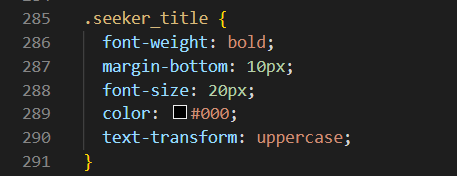 285 .seeker_title {
286 font-weight: bold;
287 margin-bottom: 10px;
288 font-size: 20px;
289 color: #000;
290 text-transform: uppercase;
291 }